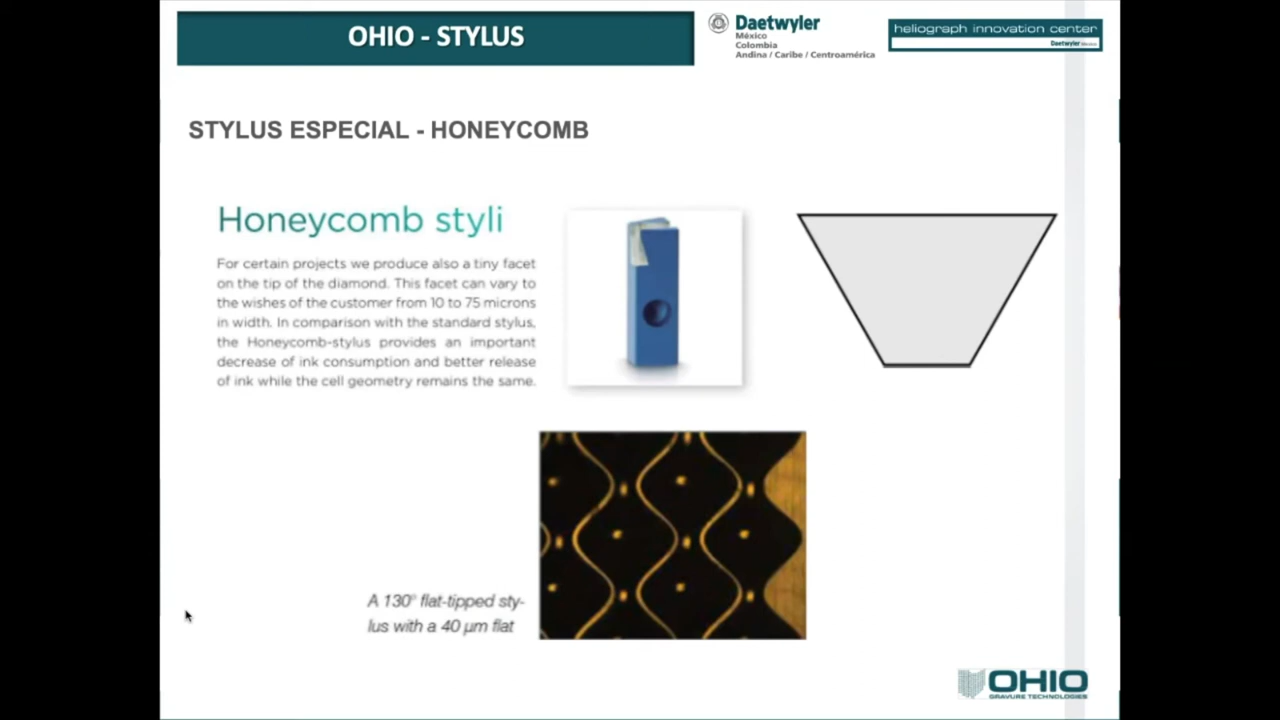 OHIO - STYLUS
Daetwyler
México
Colombia
Andina / Caribe / Centroamérica
heliograph innovation center
Daetwyler México
STYLUS ESPECIAL - HONEYCOMB
Honeycomb styli
For certain projects we produce also a tiny facet
on the tip of the diamond. This facet can vary to
the wishes of the customer from 10 to 75 microns
in width. In comparison with the standard stylus,
the Honeycomb-stylus provides an important
decrease of ink consumption and better release
of ink while the cell geometry remains the same.
A 130° flat-tipped sty-
lus with a 40 µm flat
OHIO
GRAVURE TECHNOLOGIES